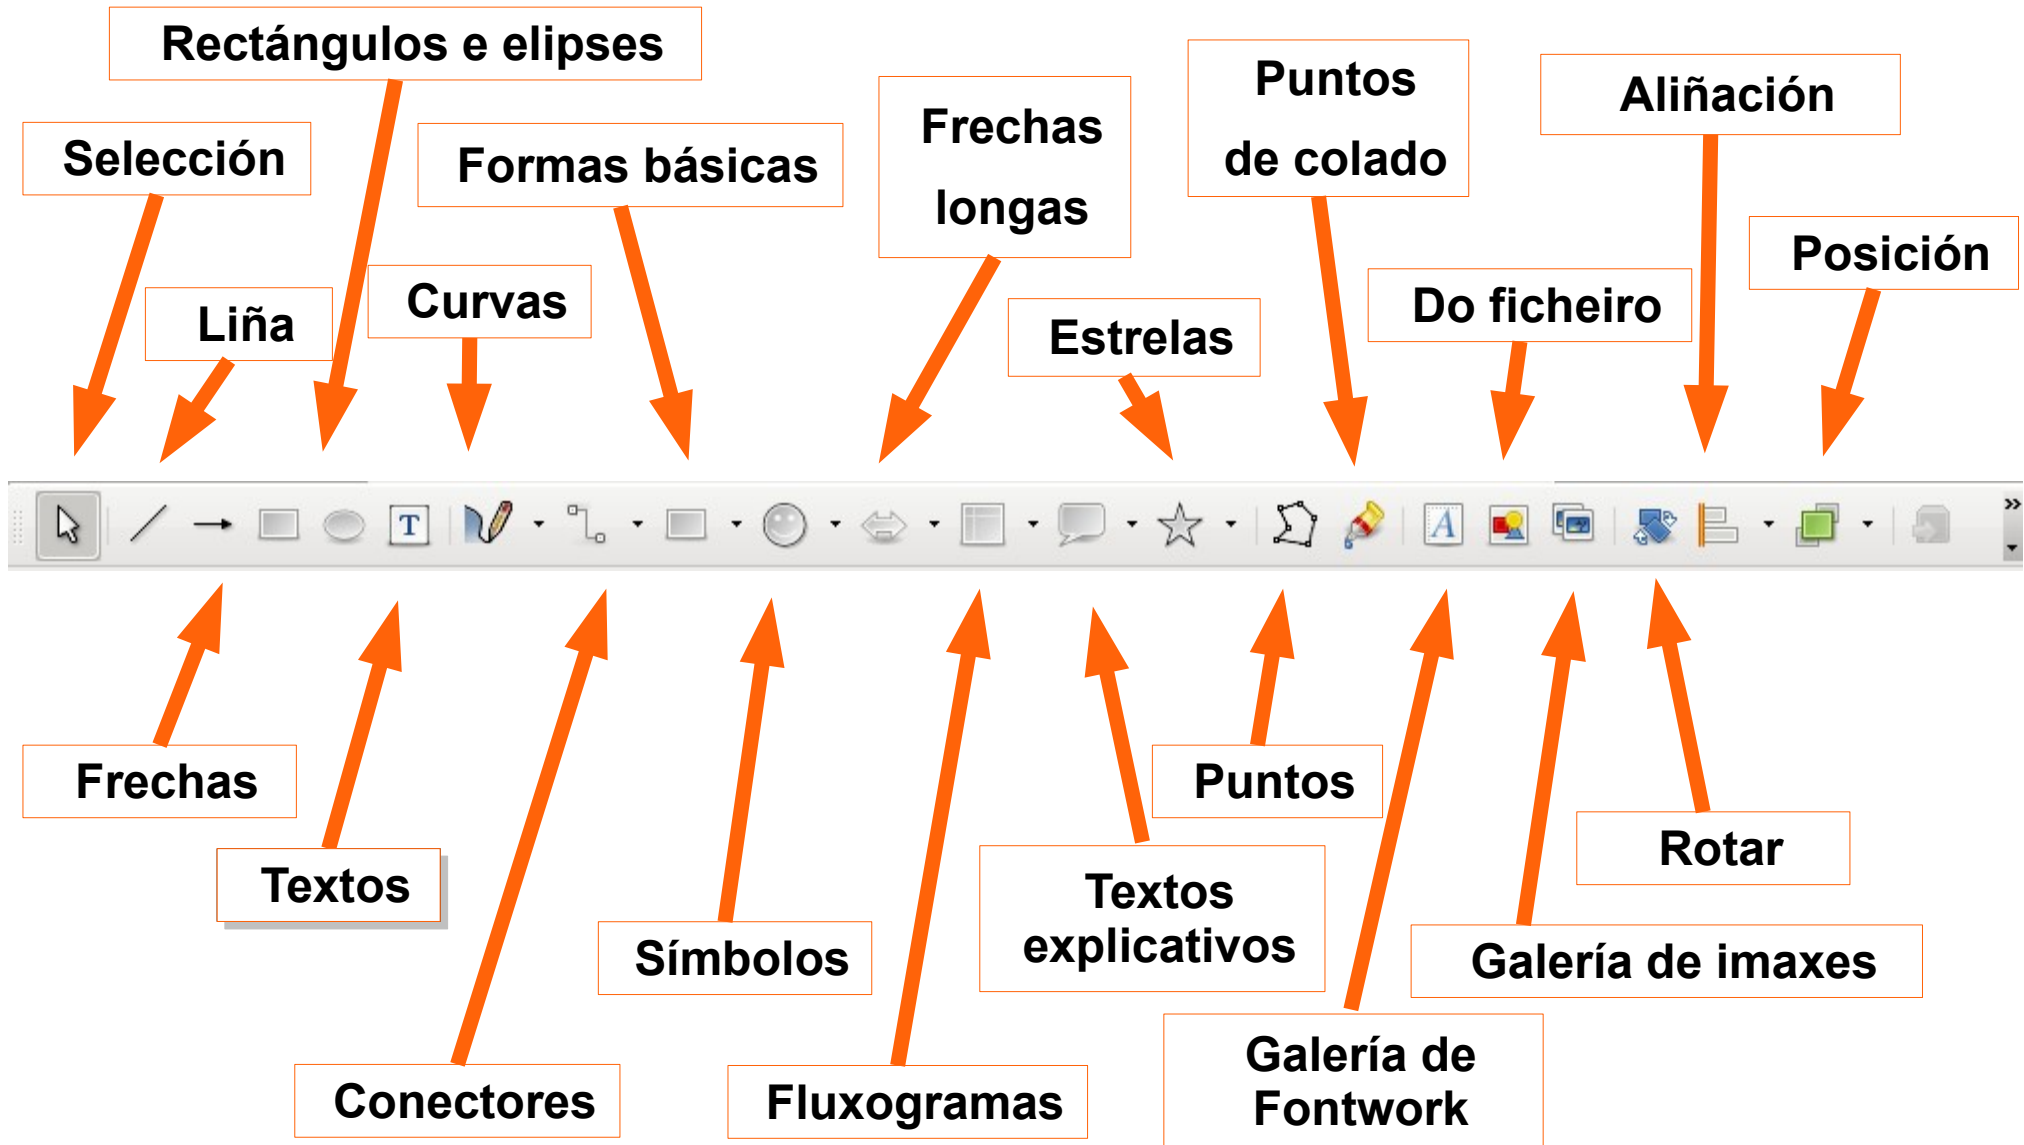 Rectángulos e elipses
Puntos
de colado
Aliñación
Frechas
longas
Selección
Formas básicas
Posición
Curvas
Do ficheiro
Liña
Estrelas
T
A
»
Frechas
Puntos
Rotar
Textos
Textos
explicativos
Símbolos
Galería de imaxes
Galería de
Fontwork
Conectores
Fluxogramas